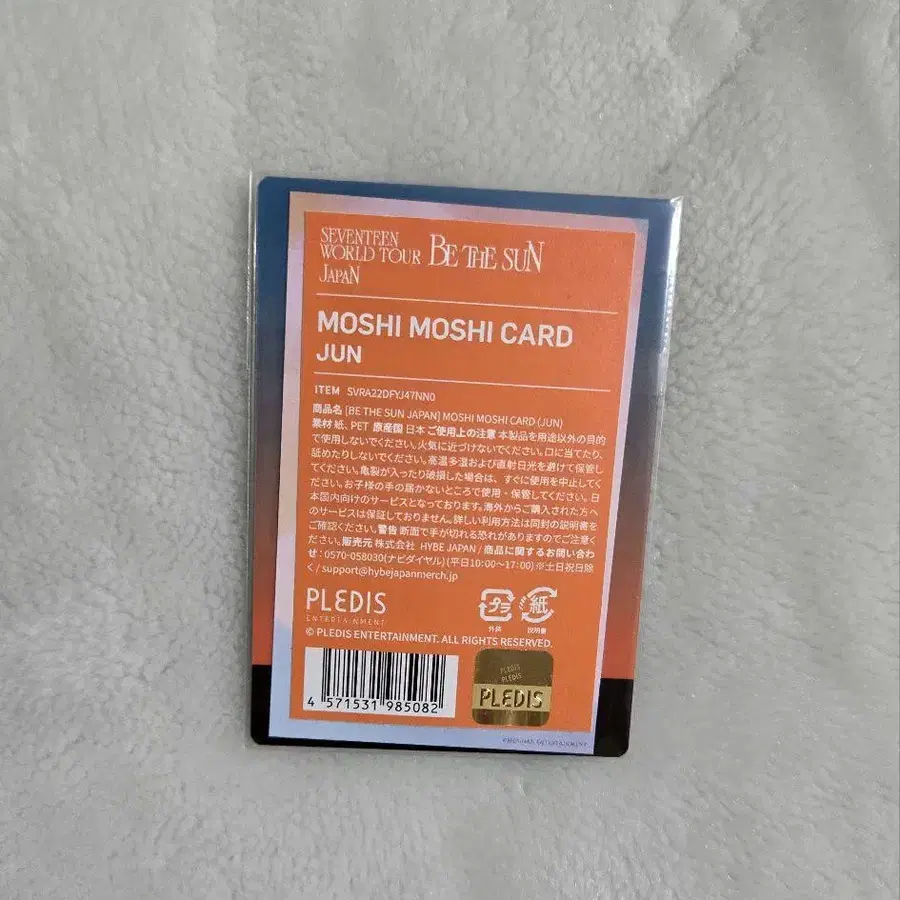 SEVENTEEN
WORLD TOUR BE THE SUN
JAPAN
MOSHI MOSHI CARD
JUN
ITEM SVRA22DFYJ47NN0
商品名 [BE THE SUN JAPAN] MOSHI MOSHI CARD (JUN)
素材 紙、PET 原産国 日本 ご使用上の注意 本製品を用途以外の目的
で使用しないでください。火気に近づけないでください。口に当てたり、
舐めたりしないでください。高温多湿および直射日光を避けて保管し
てください。亀裂が入ったり破損した場合は、すぐに使用を中止してく
ださい。お子様の手の届かないところで使用・保管してください。日
本国内向けのサービスとなっております。海外からご購入された方へ
のサービスは保証しておりません。詳しい利用方法は同封の説明書を
ご確認ください。警告 断面で手が切れる恐れがありますのでご注意く
ださい。販売元 株式会社 HYBE JAPAN / 商品に関するお問い合わ
せ : 0570-058030(ナビダイヤル) (平日10:00〜17:00) ※土日祝日除
く / support@hybejapanmerch.jp
PLEDIS
ENTERTAINMENT
プラ 紙
外装 説明書
© PLEDIS ENTERTAINMENT. ALL RIGHTS RESERVED.
4 571531 985082
PLEDIS
PLEDIS
PLEDIS